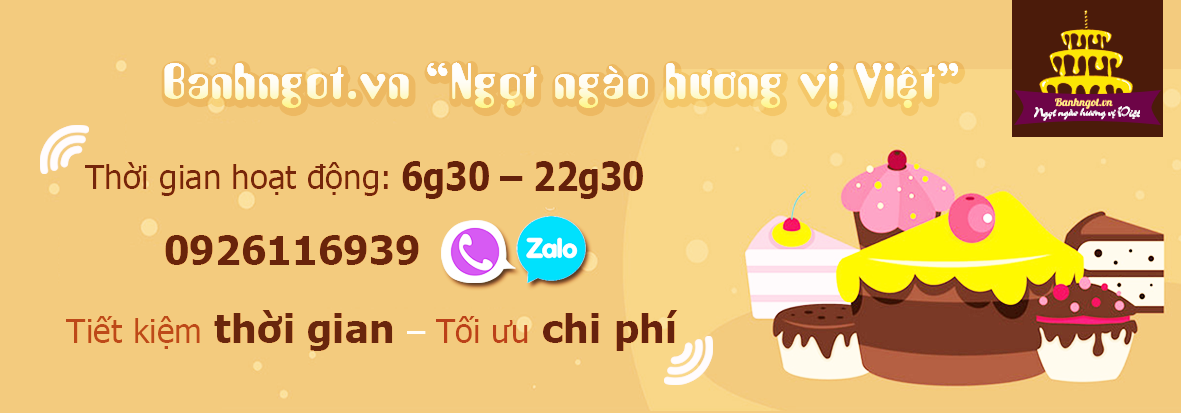 Banhngot.vn “Ngọt ngào hương vị Việt”
Banhngot.vn
Ngọt ngào hương vị Việt
Thời gian hoạt động: 6g30 – 22g30
0926116939 Zalo
Tiết kiệm thời gian – Tối ưu chi phí